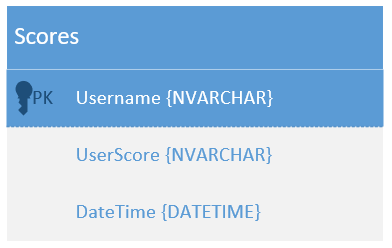 Scores
PK Username {NVARCHAR}
UserScore {NVARCHAR}
DateTime {DATETIME}